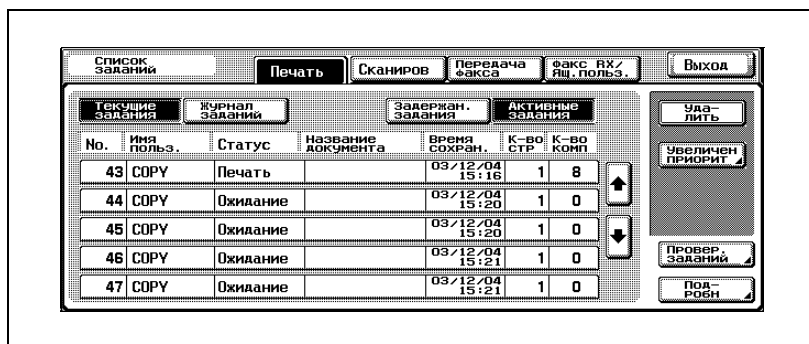 Список заданий
Печать
Сканиров
Передача факса
Факс RX/ Ящ.польз.
Выход
Текущие задания
Журнал заданий
Задержан. задания
Активные задания
Уда-лить
No. Имя польз. Статус Название документа Время сохран. К-во стр К-во комп
Увеличен приорит
43 COPY Печать 03/12/04 15:16 1 8
44 COPY Ожидание 03/12/04 15:20 1 0
45 COPY Ожидание 03/12/04 15:20 1 0
46 COPY Ожидание 03/12/04 15:21 1 0
Провер. заданий
47 COPY Ожидание 03/12/04 15:21 1 0
Под-робн